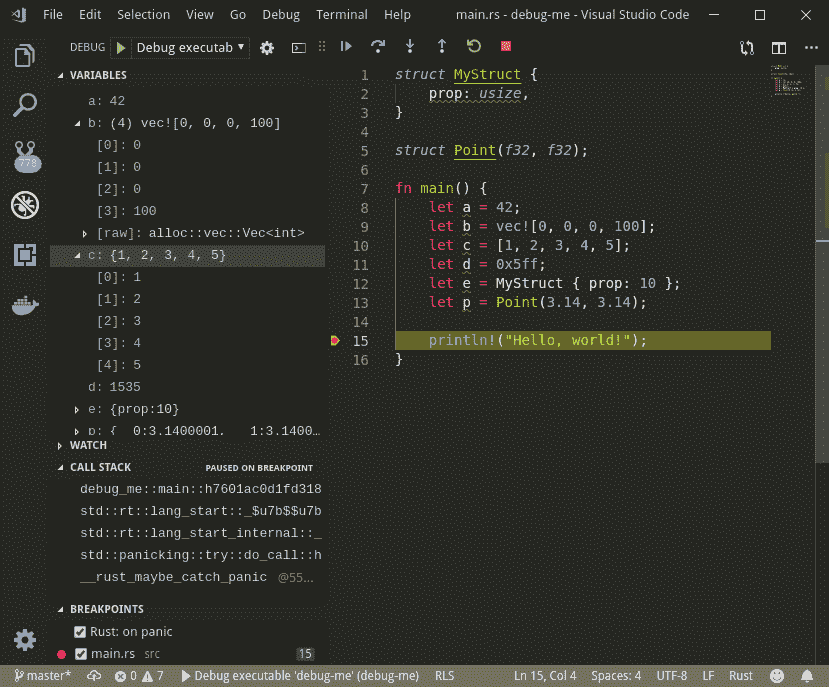 File Edit Selection View Go Debug Terminal Help main.rs - debug-me - Visual Studio Code
DEBUG Debug executab
VARIABLES
a: 42
b: (4) vec![0, 0, 0, 100]
[0]: 0
[1]: 0
[2]: 0
[3]: 100
[raw]: alloc::vec::Vec<int>
c: {1, 2, 3, 4, 5}
[0]: 1
[1]: 2
[2]: 3
[3]: 4
[4]: 5
d: 1535
e: {prop:10}
p: {  0:3.1400001,   1:3.1400…
WATCH
CALL STACK PAUSED ON BREAKPOINT
debug_me::main::h7601ac0d1fd318
std::rt::lang_start::_$u7b$$u7b
std::rt::lang_start_internal::_
std::panicking::try::do_call::h
__rust_maybe_catch_panic @55...
BREAKPOINTS
Rust: on panic
main.rs src 15
778
1 struct MyStruct {
2 prop: usize,
3 }
4
5 struct Point(f32, f32);
6
7 fn main() {
8 let a = 42;
9 let b = vec![0, 0, 0, 100];
10 let c = [1, 2, 3, 4, 5];
11 let d = 0x5ff;
12 let e = MyStruct { prop: 10 };
13 let p = Point(3.14, 3.14);
14
15 println!("Hello, world!");
16 }
master* 0 7 Debug executable 'debug-me' (debug-me) RLS Ln 15, Col 4 Spaces: 4 UTF-8 LF Rust